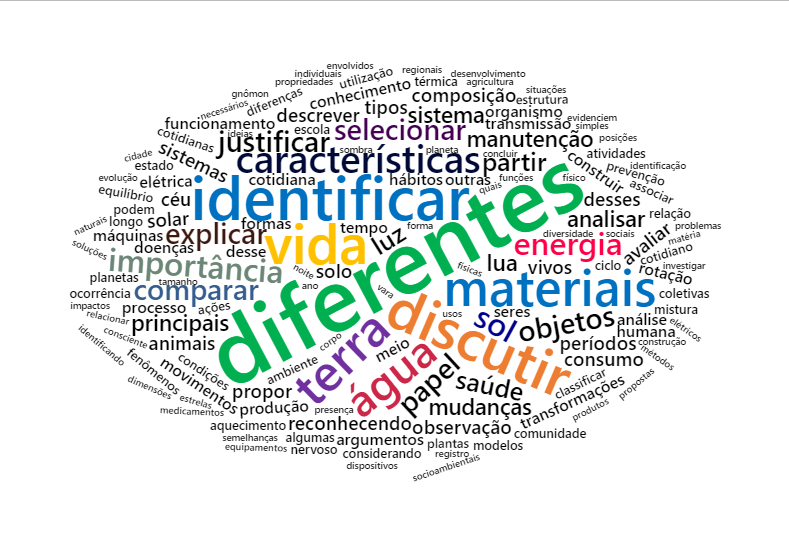 envolvidos
individuais
regionais
propriedades
utilização
térmica
desenvolvimento
agricultura
gnômon
diferenças
conhecimento
composição
situações
estrutura
necessários
funcionamento
descrever
tipos
sistema
organismo
evidenciem
cotidianas
ideias
escola
selecionar
transmissão
simples
justificar
manutenção
posições
sistemas
sombra
planeta
concluir
cidade
características
partir
atividades
identificação
estado
construir
prevenção
evolução
elétrica
cotidiana
hábitos
outras
funções
físico
associar
equilíbrio
identificar
quais
céu
diferentes
desses
podem
relação
naturais
longo
solar
formas
tempo
forma
analisar
problemas
máquinas
explicar
vida
luz
diversidade
sociais
avaliar
matéria
soluções
doenças
desse
energia
cotidiano
importância
noite
solo
físicas
lua
vivos
ciclo
rotação
investigar
planetas
tamanho
ano
vara
materiais
ocorrência
comparar
coletivas
impactos
processo
ações
discutir
usos
sol
seres
mistura
relacionar
principais
terra
objetos
análise
elétricos
consciente
corpo
humana
identificando
animais
meio
períodos
construção
fenômenos
condições
ambiente
água
consumo
métodos
dimensões
movimentos
propor
papel
saúde
classificar
propostas
estrelas
medicamentos
produção
presença
mudanças
transformações
produtos
aquecimento
reconhecendo
observação
comunidade
semelhanças
algumas
argumentos
plantas
modelos
equipamentos
nervoso
considerando
registro
dispositivos
socioambientais